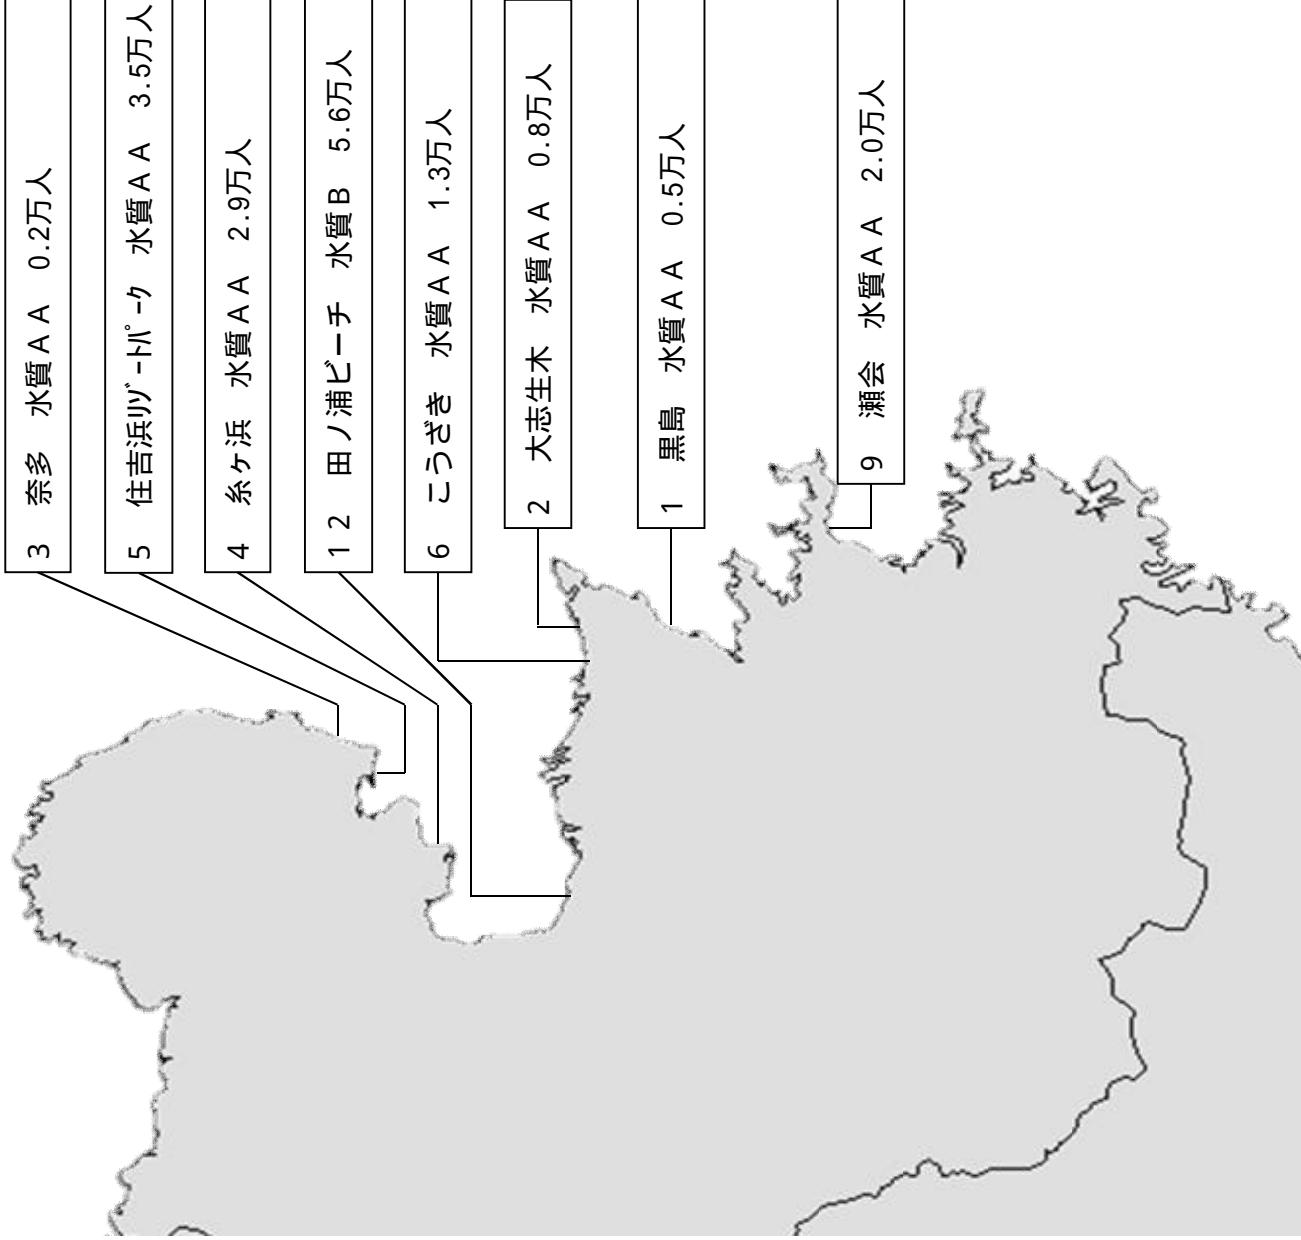 3　奈多　水質ＡＡ　0.2万人
5　住吉浜ﾘｿﾞｰﾄﾊﾟｰｸ　水質ＡＡ　3.5万人
4　糸ヶ浜　水質ＡＡ　2.9万人
12　田ノ浦ビーチ　水質Ｂ　5.6万人
6　こうざき　水質ＡＡ　1.3万人
2　大志生木　水質ＡＡ　0.8万人
1　黒島　水質ＡＡ　0.5万人
9　瀬会　水質ＡＡ　2.0万人